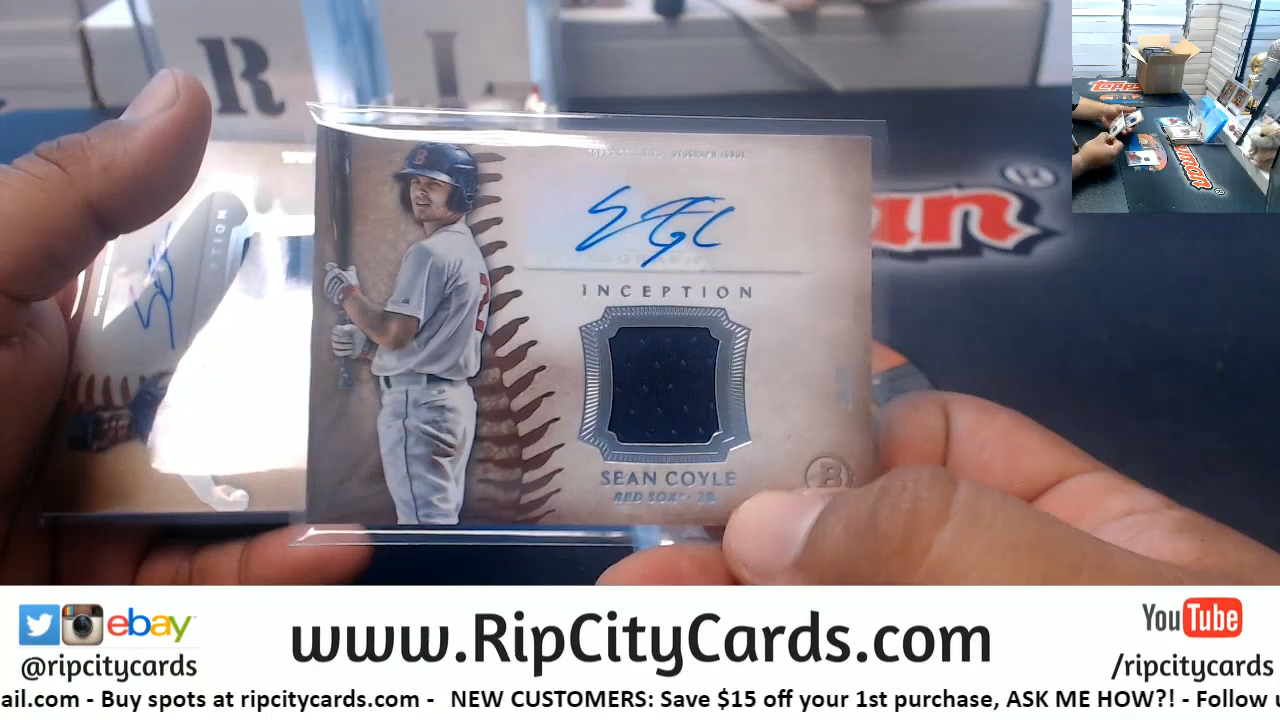 R L
INCEPTION
SEAN COYLE
RED SOX · 2B
B
2
®
ebay
@ripcitycards
www.RipCityCards.com
YouTube
/ripcitycards
ail.com - Buy spots at ripcitycards.com - NEW CUSTOMERS: Save $15 off your 1st purchase, ASK ME HOW?! - Follow u